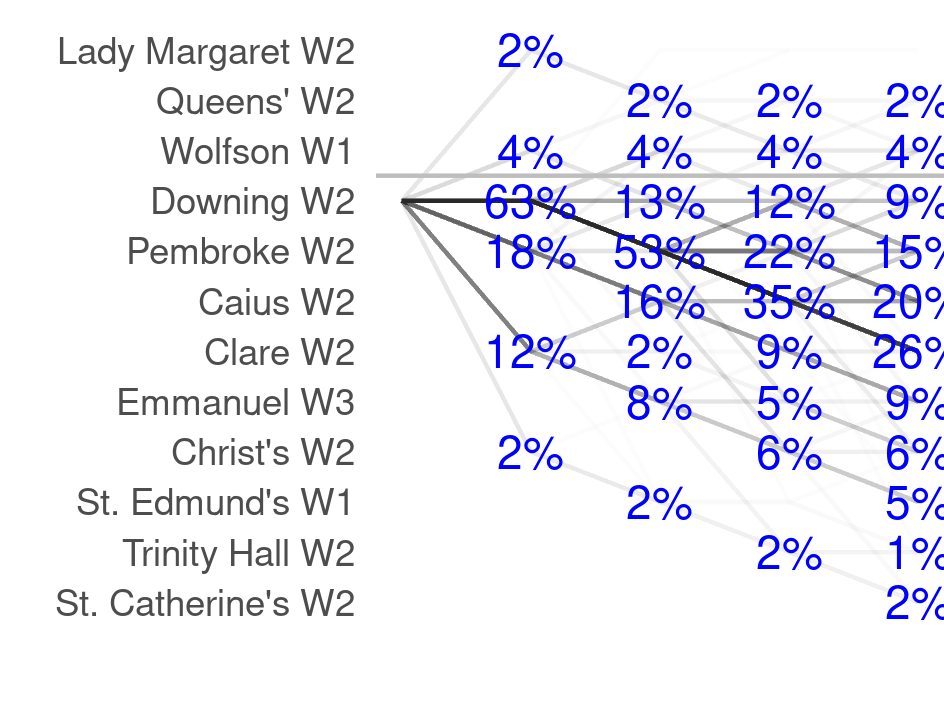 Lady Margaret W2 2%
Queens' W2 2% 2% 2%
Wolfson W1 4% 4% 4% 4%
Downing W2 63% 13% 12% 9%
Pembroke W2 18% 53% 22% 15%
Caius W2 16% 35% 20%
Clare W2 12% 2% 9% 26%
Emmanuel W3 8% 5% 9%
Christ's W2 2% 6% 6%
St. Edmund's W1 2% 5%
Trinity Hall W2 2% 1%
St. Catherine's W2 2%